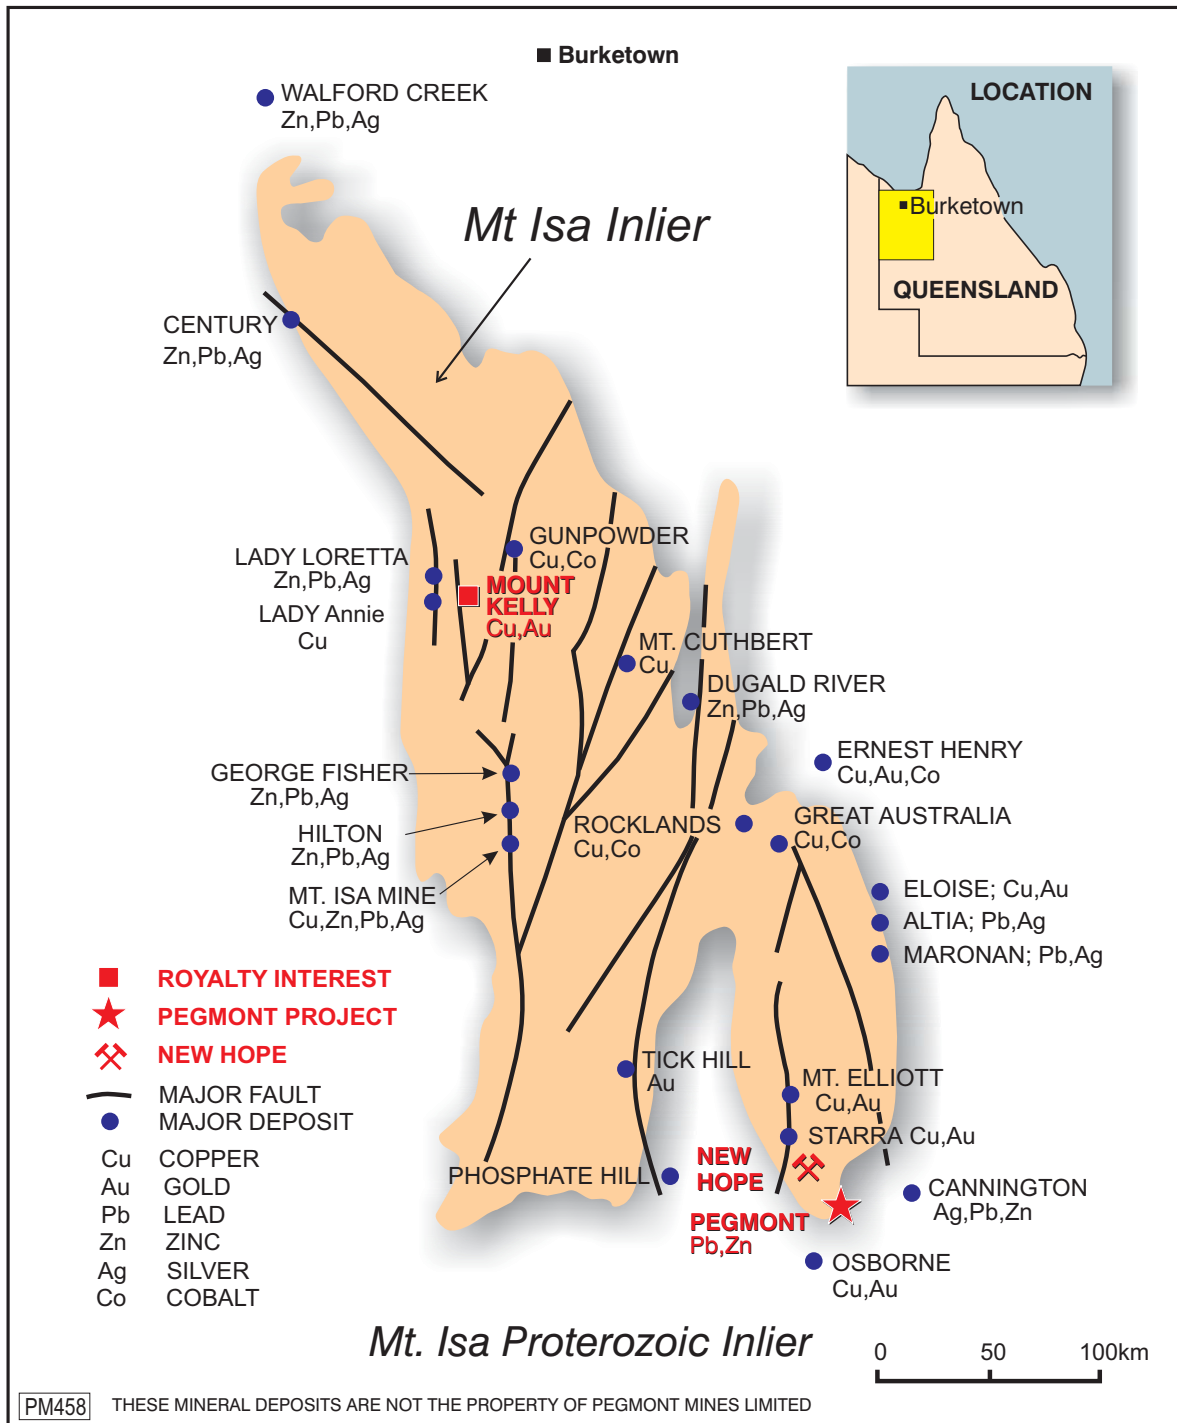 Burketown
WALFORD CREEK
Zn,Pb,Ag
LOCATION
Burketown
QUEENSLAND
Mt Isa Inlier
CENTURY
Zn,Pb,Ag
GUNPOWDER
Cu,Co
LADY LORETTA
Zn,Pb,Ag
MOUNT
KELLY
Cu,Au
LADY Annie
Cu
MT. CUTHBERT
Cu
DUGALD RIVER
Zn,Pb,Ag
ERNEST HENRY
Cu,Au,Co
GEORGE FISHER
Zn,Pb,Ag
HILTON
Zn,Pb,Ag
ROCKLANDS
Cu,Co
GREAT AUSTRALIA
Cu,Co
MT. ISA MINE
Cu,Zn,Pb,Ag
ELOISE; Cu,Au
ALTIA; Pb,Ag
MARONAN; Pb,Ag
ROYALTY INTEREST
PEGMONT PROJECT
NEW HOPE
MAJOR FAULT
MAJOR DEPOSIT
Cu COPPER
Au GOLD
Pb LEAD
Zn ZINC
Ag SILVER
Co COBALT
TICK HILL
Au
MT. ELLIOTT
Cu,Au
STARRA Cu,Au
PHOSPHATE HILL
NEW
HOPE
PEGMONT
Pb,Zn
CANNINGTON
Ag,Pb,Zn
OSBORNE
Cu,Au
Mt. Isa Proterozoic Inlier
0 50 100km
PM458 THESE MINERAL DEPOSITS ARE NOT THE PROPERTY OF PEGMONT MINES LIMITED